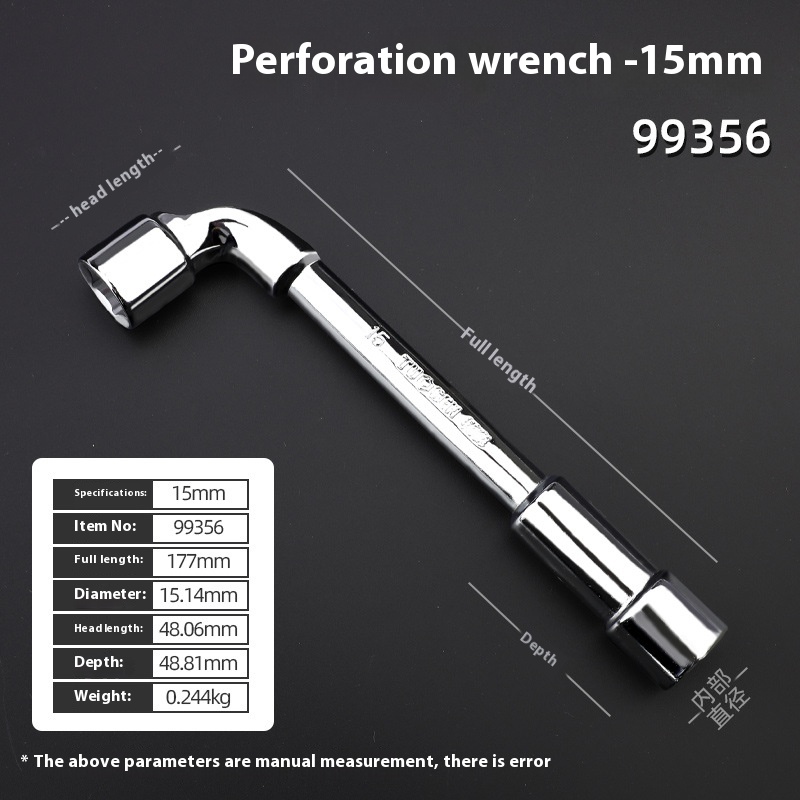 Perforation wrench -15mm
99356
head length
Full length
15
Depth
内部
直径
Specifications: 15mm
Item No: 99356
Full length: 177mm
Diameter: 15.14mm
Head length: 48.06mm
Depth: 48.81mm
Weight: 0.244kg
* The above parameters are manual measurement, there is error